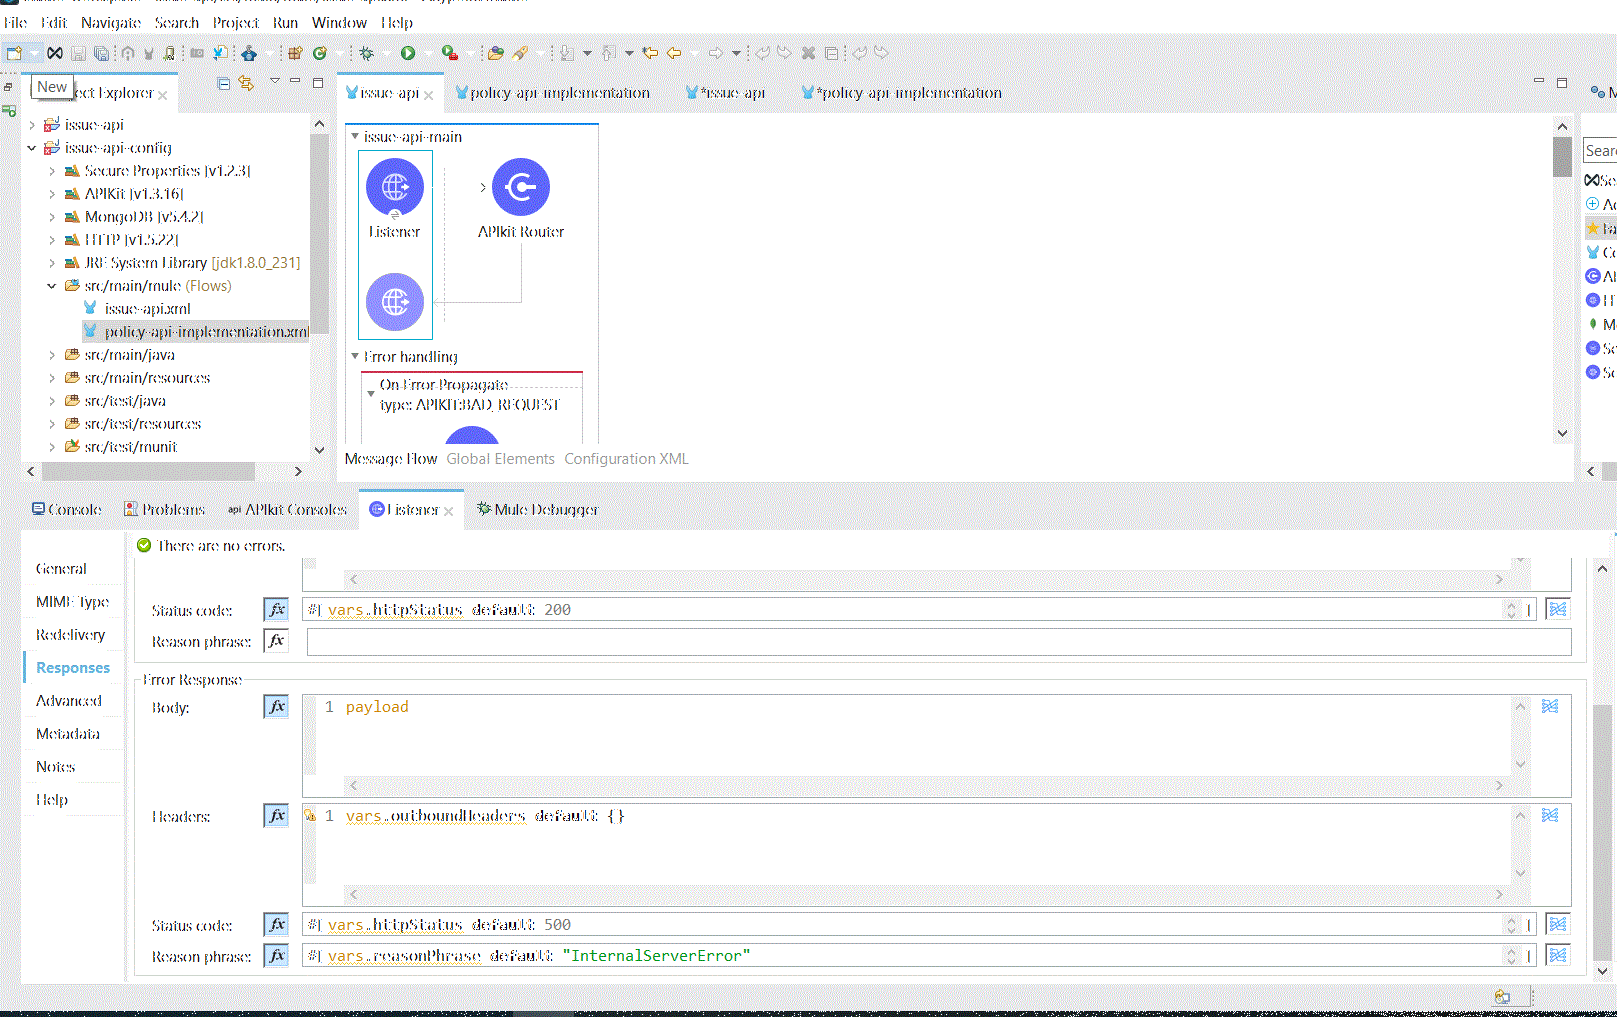 File Edit Navigate Search Project Run Window Help
New
ect Explorer
issue-api
policy-api-implementation
*issue-api
*policy-api-implementation
issue-api
issue-api-config
Secure Properties [v1.2.3]
APIKit [v1.3.16]
MongoDB [v5.4.2]
HTTP [v1.5.22]
JRE System Library [jdk1.8.0_231]
src/main/mule (Flows)
issue-api.xml
policy-api-implementation.xml
src/main/java
src/main/resources
src/test/java
src/test/resources
src/test/munit
issue-api-main
Listener
APIkit Router
Error handling
On Error Propagate
type: APIKIT:BAD_REQUEST
Message Flow Global Elements Configuration XML
Sear
Console
Problems
api APIkit Consoles
Listener
Mule Debugger
There are no errors.
General
MIME Type
Redelivery
Responses
Advanced
Metadata
Notes
Help
Status code: fx #[ vars.httpStatus default 200 ]
Reason phrase: fx
Error Response
Body: fx 1 payload
Headers: fx 1 vars.outboundHeaders default {}
Status code: fx #[ vars.httpStatus default 500 ]
Reason phrase: fx #[ vars.reasonPhrase default "InternalServerError" ]